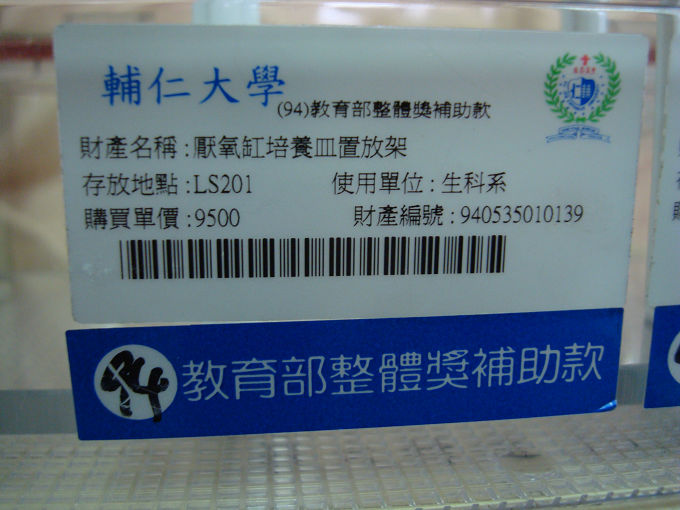 輔仁大學
(94)教育部整體獎補助款
財產名稱:厭氧缸培養皿置放架
存放地點:LS201 使用單位:生科系
購買單價:9500 財產編號:940535010139
94 教育部整體獎補助款